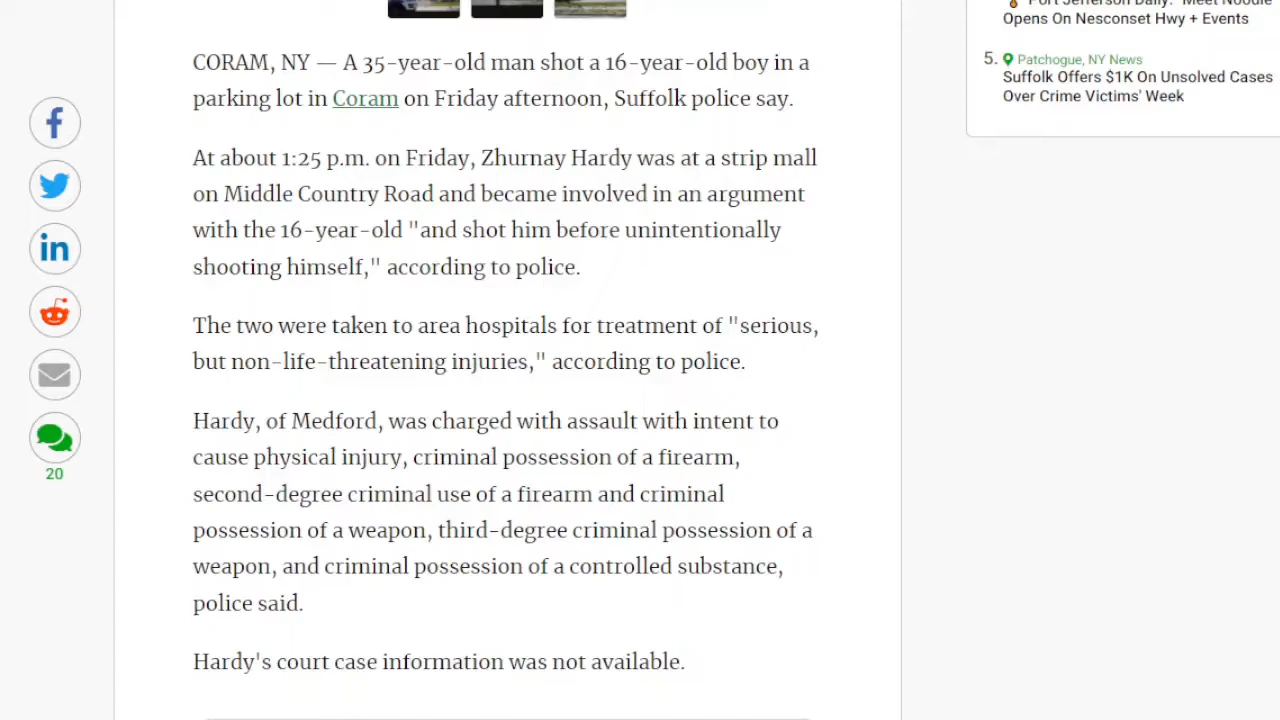 CORAM, NY — A 35-year-old man shot a 16-year-old boy in a
parking lot in Coram on Friday afternoon, Suffolk police say.
At about 1:25 p.m. on Friday, Zhurnay Hardy was at a strip mall
on Middle Country Road and became involved in an argument
with the 16-year-old "and shot him before unintentionally
shooting himself," according to police.
The two were taken to area hospitals for treatment of "serious,
but non-life-threatening injuries," according to police.
Hardy, of Medford, was charged with assault with intent to
cause physical injury, criminal possession of a firearm,
second-degree criminal use of a firearm and criminal
possession of a weapon, third-degree criminal possession of a
weapon, and criminal possession of a controlled substance,
police said.
Hardy's court case information was not available.
20
Port Jefferson Daily: "Meet Noodle
Opens On Nesconset Hwy + Events
5. Patchogue, NY News
Suffolk Offers $1K On Unsolved Cases
Over Crime Victims' Week